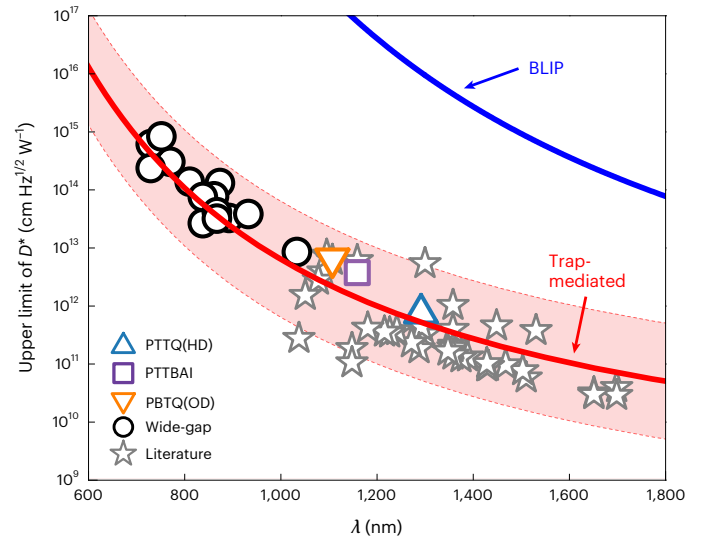 10¹⁷
10¹⁶
10¹⁵
10¹⁴
10¹³
10¹²
10¹¹
10¹⁰
10⁹
Upper limit of D* (cm Hz¹/² W⁻¹)
BLIP
Trap-
mediated
PTTQ(HD)
PTTBAI
PBTQ(OD)
Wide-gap
Literature
600 800 1,000 1,200 1,400 1,600 1,800
λ (nm)